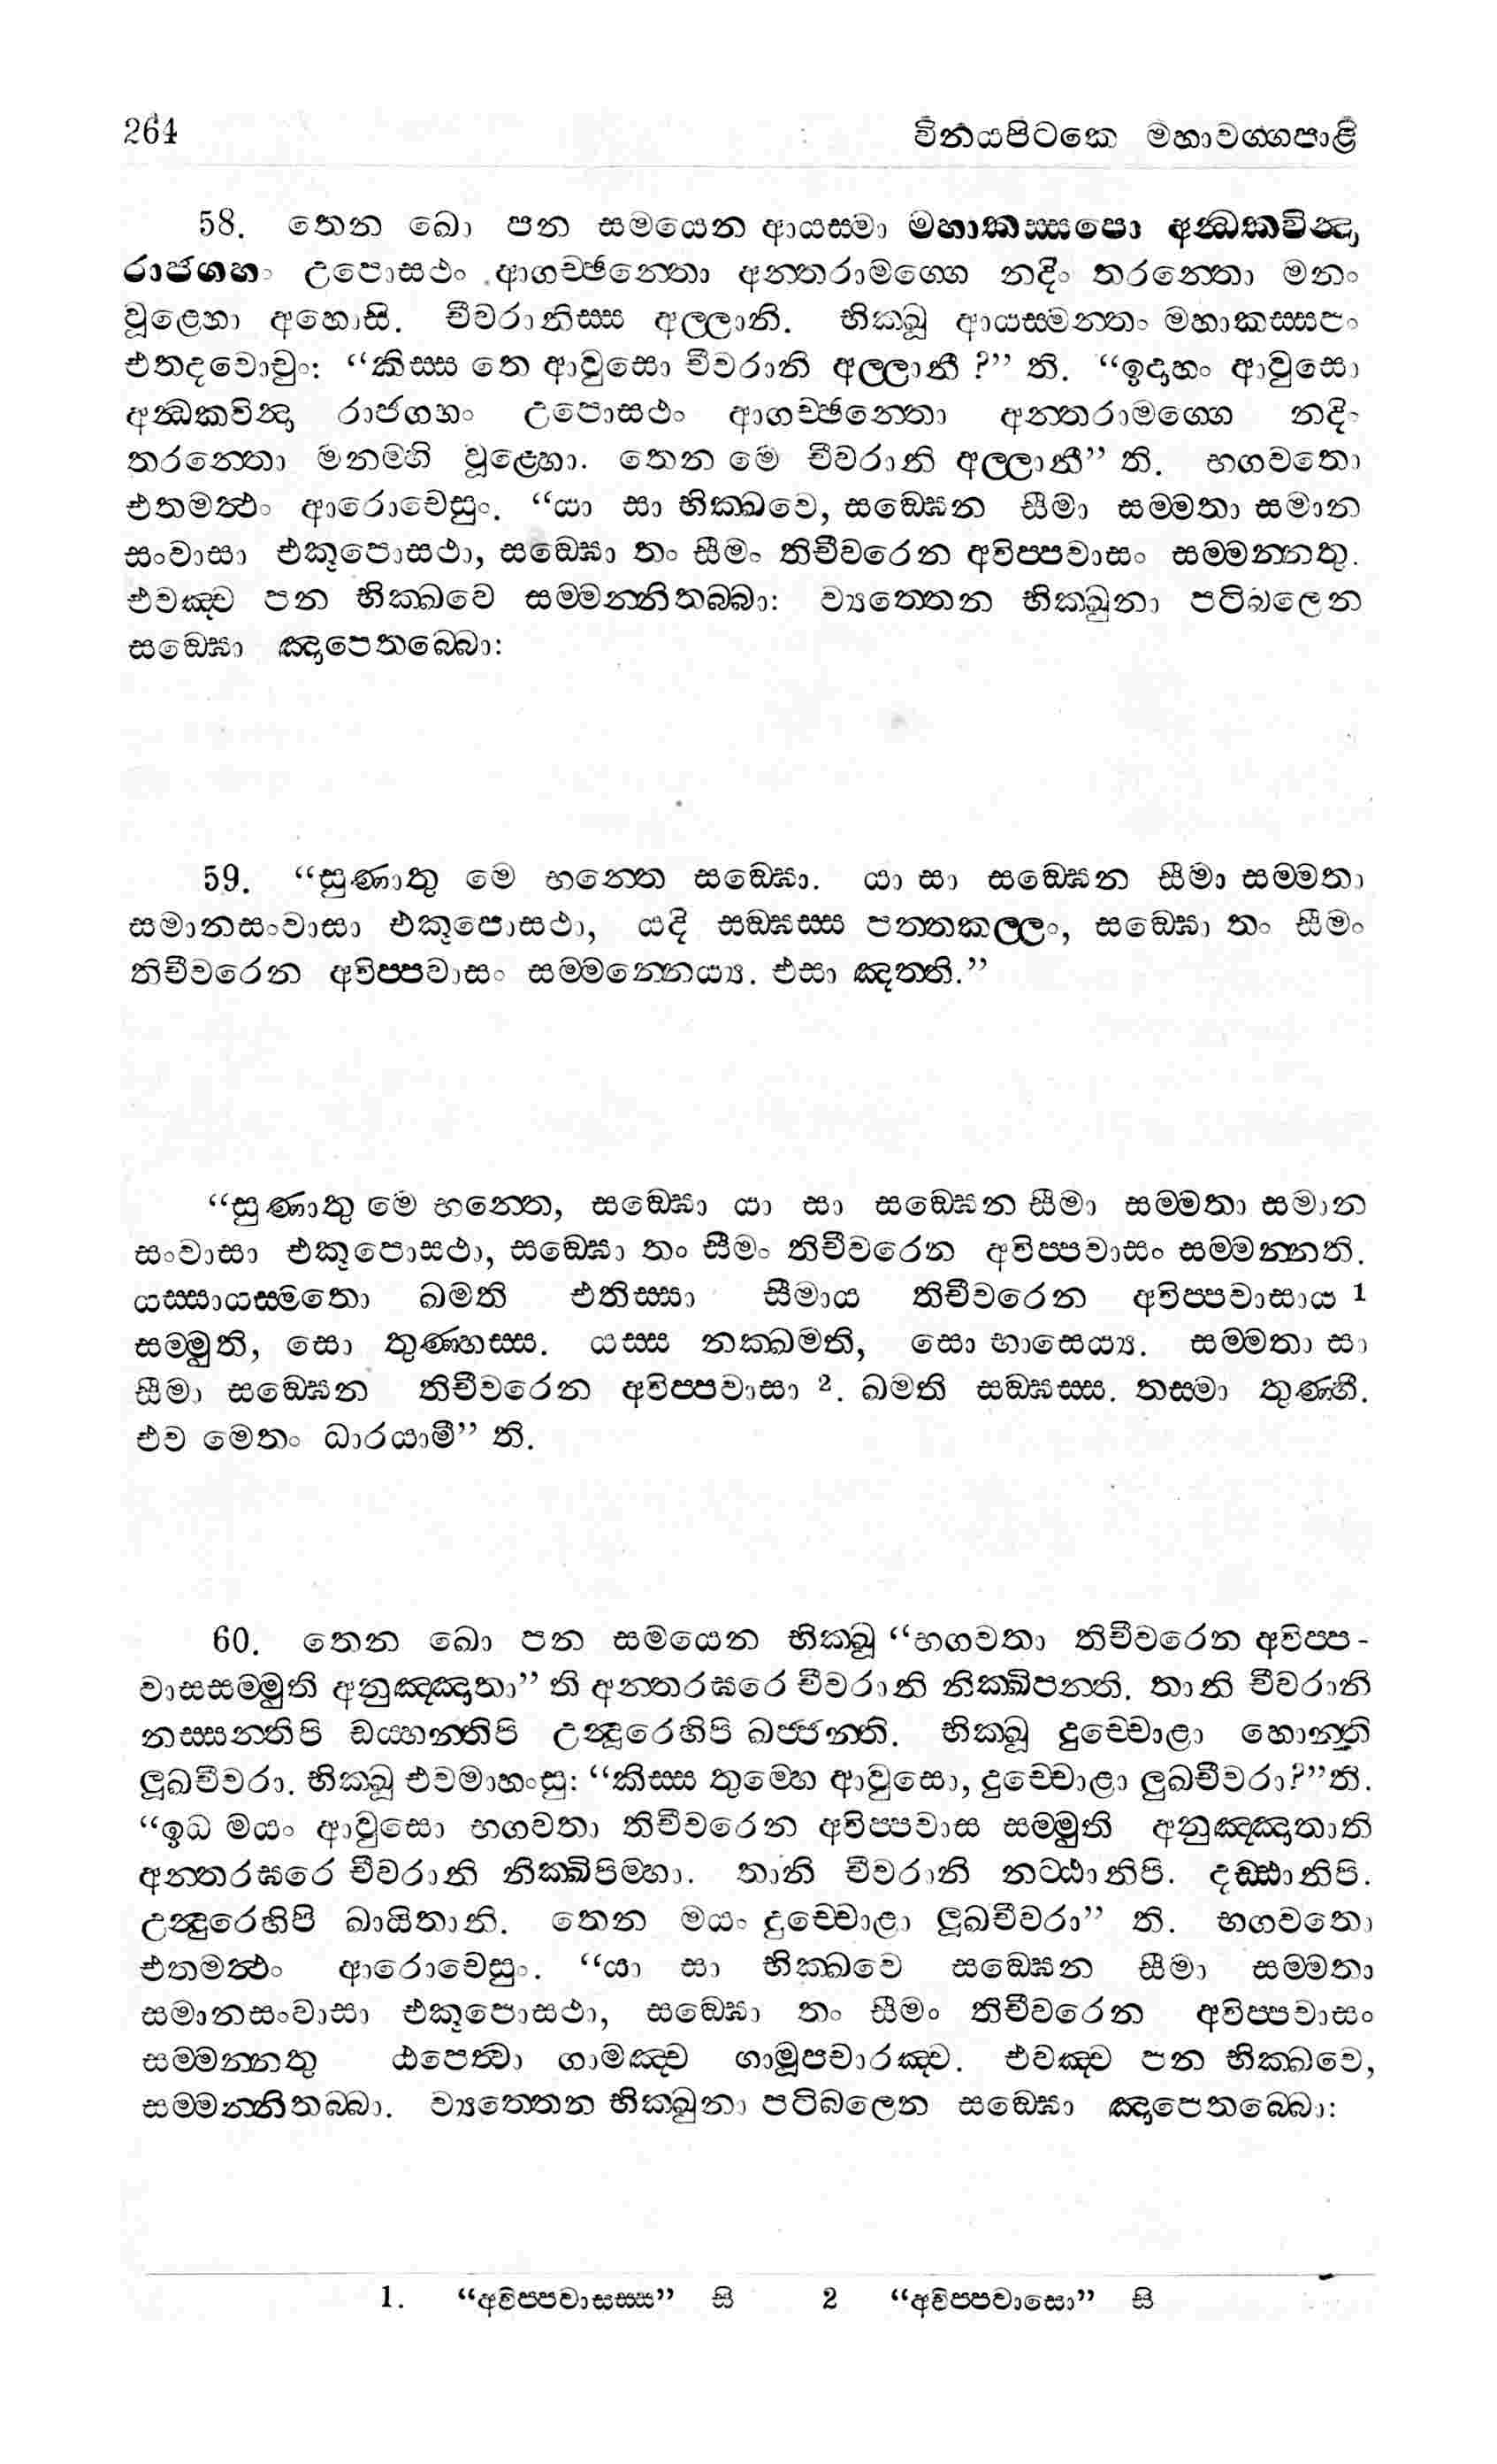 264 විනයපිටකෙ මහාවග්ගපාළි
58. තෙන ඛො පන සමයෙන ආයස්මා මහාකස්සපො අන්ධකවින්දා
රාජගහං උපොසථං ආගච්ඡන්තො අන්තරාමග්ගෙ නදිං තරන්තො මනං
වූළ්හො අහොසි. චීවරානිස්ස අල්ලානි. භික්ඛූ ආයස්මන්තං මහාකස්සපං
එතදවොචුං: “කිස්ස තෙ ආවුසො චීවරානි අල්ලානී ?” ති. “ඉදාහං ආවුසො
අන්ධකවින්දා රාජගහං උපොසථං ආගච්ඡන්තො අන්තරාමග්ගෙ නදිං
තරන්තො මනම්හි වූළ්හො. තෙන මෙ චීවරානි අල්ලානී” ති. භගවතො
එතමත්ථං ආරොචෙසුං. “යා සා භික්ඛවෙ, සඞ්ඝෙන සීමා සම්මතා සමාන
සංවාසා එකූපොසථා, සඞ්ඝො තං සීමං තිචීවරෙන අවිප්පවාසං සම්මන්නතු.
එවඤ්ච පන භික්ඛවෙ සම්මන්නිතබ්බා: ව්‍යත්තෙන භික්ඛුනා පටිබලෙන
සඞ්ඝො ඤාපෙතබ්බො:
59. “සුණාතු මෙ භන්තෙ සඞ්ඝො. යා සා සඞ්ඝෙන සීමා සම්මතා
සමානසංවාසා එකූපොසථා, යදි සඞ්ඝස්ස පත්තකල්ලං, සඞ්ඝො තං සීමං
තිචීවරෙන අවිප්පවාසං සම්මන්නෙය්‍ය. එසා ඤත්ති.”
“සුණාතු මෙ භන්තෙ, සඞ්ඝො යා සා සඞ්ඝෙන සීමා සම්මතා සමාන
සංවාසා එකූපොසථා, සඞ්ඝො තං සීමං තිචීවරෙන අවිප්පවාසං සම්මන්නති.
යස්සායස්මතො ඛමති එතිස්සා සීමාය තිචීවරෙන අවිප්පවාසාය 1
සම්මුති, සො තුණ්හස්ස. යස්ස නක්ඛමති, සො භාසෙය්‍ය. සම්මතා සා
සීමා සඞ්ඝෙන තිචීවරෙන අවිප්පවාසා 2. ඛමති සඞ්ඝස්ස. තස්මා තුණ්හී.
එව මෙතං ධාරයාමී” ති.
60. තෙන ඛො පන සමයෙන භික්ඛූ “භගවතා තිචීවරෙන අවිප්ප-
වාසසම්මුති අනුඤ්ඤාතා” ති අන්තරඝරෙ චීවරානි නික්ඛිපන්ති. තානි චීවරානි
නස්සන්තිපි ඩය්හන්තිපි උන්දූරෙහිපි ඛජ්ජන්ති. භික්ඛූ දුච්චොළා හොන්ති
ලූඛචීවරා. භික්ඛූ එවමාහංසු: “කිස්ස තුම්හෙ ආවුසො, දුච්චොළා ලුඛචීවරා?”ති.
“ඉධ මයං ආවුසො භගවතා තිචීවරෙන අවිප්පවාස සම්මුති අනුඤ්ඤාතාති
අන්තරඝරෙ චීවරානි නික්ඛිපිම්හා. තානි චීවරානි නට්ඨානිපි. දඩ්ඪානිපි.
උන්දුරෙහිපි ඛායිතානි. තෙන මයං දුච්චොළා ලූඛචීවරා” ති. භගවතො
එතමත්ථං ආරොචෙසුං. “යා සා භික්ඛවෙ සඞ්ඝෙන සීමා සම්මතා
සමානසංවාසා එකූපොසථා, සඞ්ඝො තං සීමං තිචීවරෙන අවිප්පවාසං
සම්මන්නතු ඨපෙත්වා ගාමඤ්ච ගාමූපචාරඤ්ච. එවඤ්ච පන භික්ඛවෙ,
සම්මන්නිතබ්බා. ව්‍යත්තෙන භික්ඛුනා පටිබලෙන සඞ්ඝො ඤාපෙතබ්බො:
1. “අවිප්පවාසස්ස” සි 2 “අවිප්පවාසො” සි